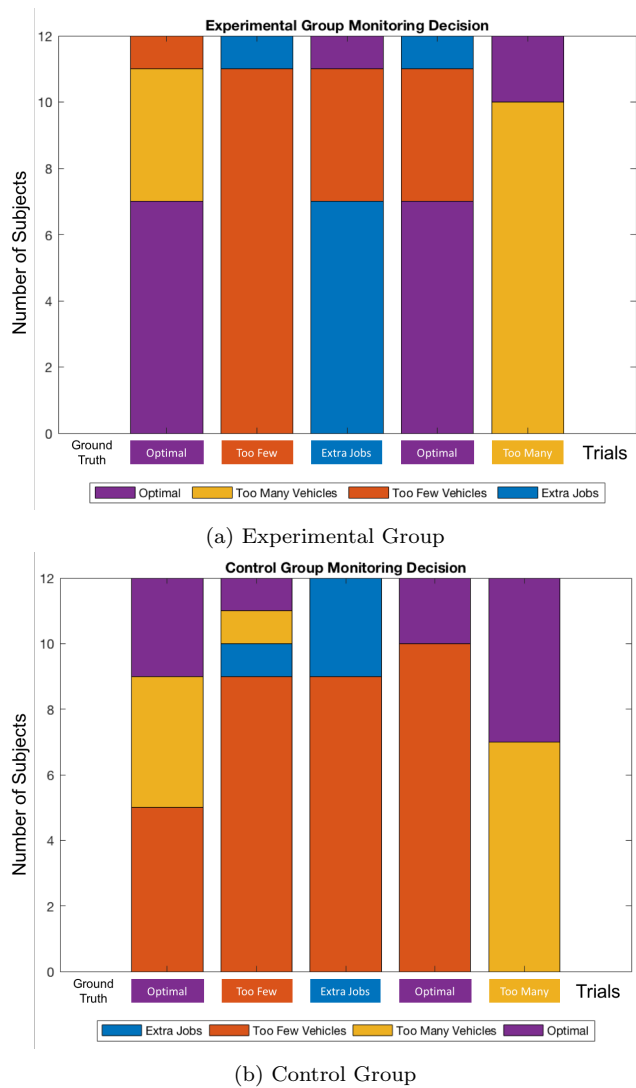 Experimental Group Monitoring Decision
12
10
8
6
4
2
0
Number of Subjects
Ground
Truth
Optimal
Too Few
Extra Jobs
Optimal
Too Many
Trials
Optimal
Too Many Vehicles
Too Few Vehicles
Extra Jobs
(a) Experimental Group
Control Group Monitoring Decision
12
10
8
6
4
2
0
Number of Subjects
Ground
Truth
Optimal
Too Few
Extra Jobs
Optimal
Too Many
Trials
Extra Jobs
Too Few Vehicles
Too Many Vehicles
Optimal
(b) Control Group